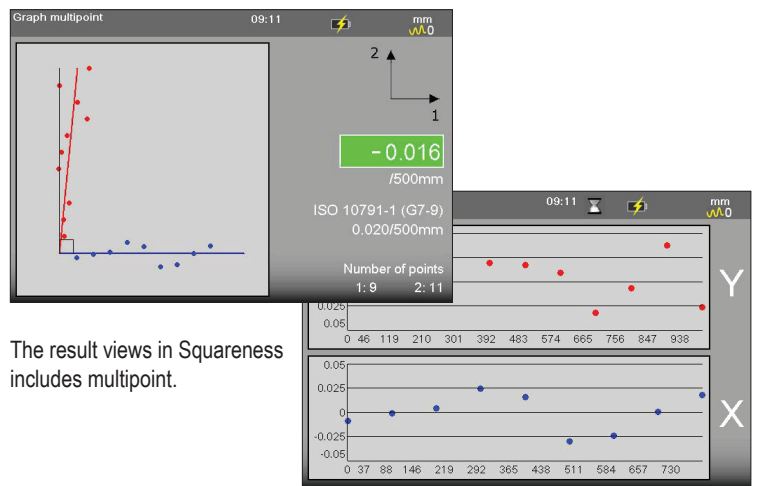 Graph multipoint 09:11 mm
0
2
1
-0.016
/500mm
ISO 10791-1 (G7-9)
0.020/500mm
Number of points
1:9 2:11
09:11 mm
0
0.025
0.05
0 46 119 210 301 392 483 574 665 756 847 938
Y
The result views in Squareness
includes multipoint.
0.05
0.025
0
-0.025
-0.05
0 37 88 146 219 292 365 438 511 584 657 730
X